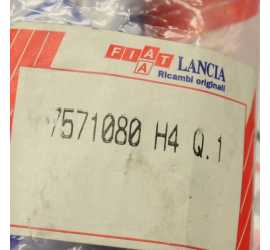 FIAT LANCIA
A
Ricambi originali
7571080 H4 Q.1